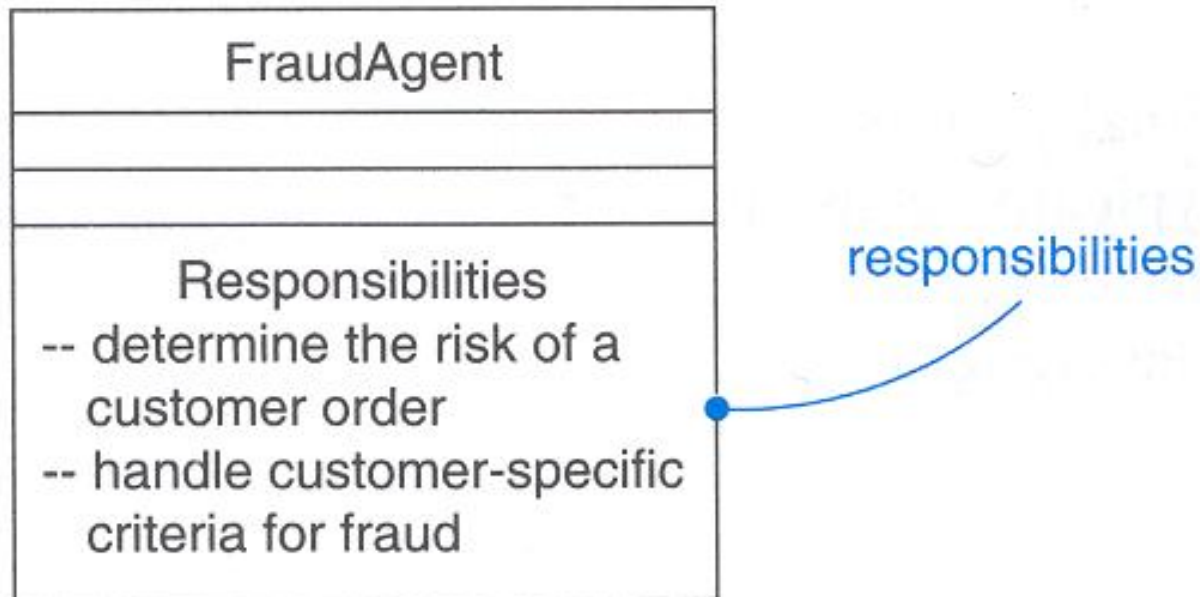 FraudAgent
Responsibilities
responsibilities
-- determine the risk of a
customer order
-- handle customer-specific
criteria for fraud